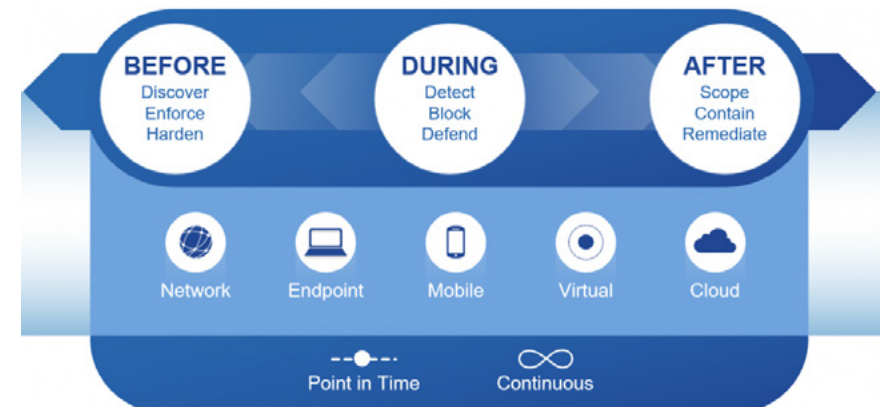 BEFORE
Discover
Enforce
Harden
DURING
Detect
Block
Defend
AFTER
Scope
Contain
Remediate
Network
Endpoint
Mobile
Virtual
Cloud
Point in Time
Continuous